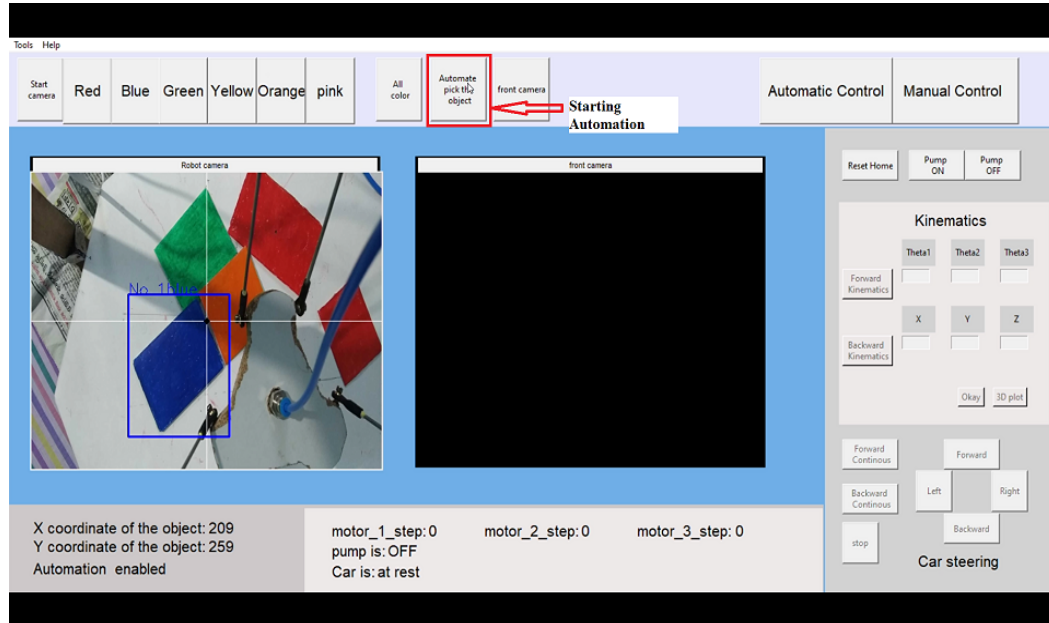 Tools Help
Start camera
Red
Blue
Green
Yellow
Orange
pink
All color
Automate pick the object
front camera
Starting
Automation
Automatic Control
Manual Control
Robot camera
front camera
No. 1Blue
Reset Home
Pump ON
Pump OFF
Kinematics
Theta1 Theta2 Theta3
Forward Kinematics
X Y Z
Backward Kinematics
Okay
3D plot
Forward Continous
Forward
Backward Continous
Left
Right
stop
Backward
Car steering
X coordinate of the object: 209
Y coordinate of the object: 259
Automation enabled
motor_1_step: 0 motor_2_step: 0 motor_3_step: 0
pump is: OFF
Car is: at rest